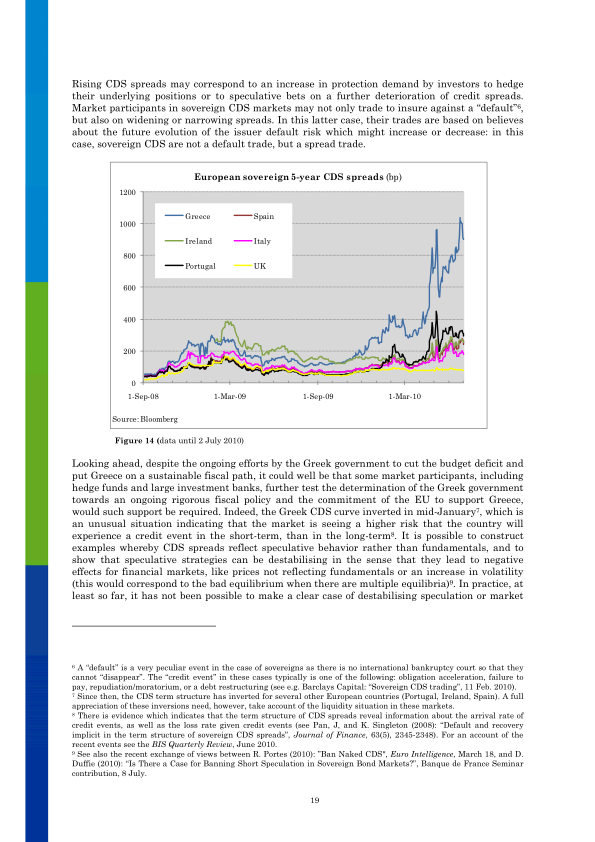 Rising CDS spreads may correspond to an increase in protection demand by investors to hedge
their underlying positions or to speculative bets on a further deterioration of credit spreads.
Market participants in sovereign CDS markets may not only trade to insure against a “default”⁶,
but also on widening or narrowing spreads. In this latter case, their trades are based on believes
about the future evolution of the issuer default risk which might increase or decrease: in this
case, sovereign CDS are not a default trade, but a spread trade.
European sovereign 5-year CDS spreads (bp)
1200
1000
800
600
400
200
0
Greece
Spain
Ireland
Italy
Portugal
UK
1-Sep-08
1-Mar-09
1-Sep-09
1-Mar-10
Source: Bloomberg
Figure 14 (data until 2 July 2010)
Looking ahead, despite the ongoing efforts by the Greek government to cut the budget deficit and
put Greece on a sustainable fiscal path, it could well be that some market participants, including
hedge funds and large investment banks, further test the determination of the Greek government
towards an ongoing rigorous fiscal policy and the commitment of the EU to support Greece,
would such support be required. Indeed, the Greek CDS curve inverted in mid-January⁷, which is
an unusual situation indicating that the market is seeing a higher risk that the country will
experience a credit event in the short-term, than in the long-term⁸. It is possible to construct
examples whereby CDS spreads reflect speculative behavior rather than fundamentals, and to
show that speculative strategies can be destabilising in the sense that they lead to negative
effects for financial markets, like prices not reflecting fundamentals or an increase in volatility
(this would correspond to the bad equilibrium when there are multiple equilibria)⁹. In practice, at
least so far, it has not been possible to make a clear case of destabilising speculation or market
⁶ A “default” is a very peculiar event in the case of sovereigns as there is no international bankruptcy court so that they
cannot “disappear”. The “credit event” in these cases typically is one of the following: obligation acceleration, failure to
pay, repudiation/moratorium, or a debt restructuring (see e.g. Barclays Capital: “Sovereign CDS trading”, 11 Feb. 2010).
⁷ Since then, the CDS term structure has inverted for several other European countries (Portugal, Ireland, Spain). A full
appreciation of these inversions need, however, take account of the liquidity situation in these markets.
⁸ There is evidence which indicates that the term structure of CDS spreads reveal information about the arrival rate of
credit events, as well as the loss rate given credit events (see Pan, J, and K. Singleton (2008): “Default and recovery
implicit in the term structure of sovereign CDS spreads”, Journal of Finance, 63(5), 2345-2348). For an account of the
recent events see the BIS Quarterly Review, June 2010.
⁹ See also the recent exchange of views between R. Portes (2010): "Ban Naked CDS", Euro Intelligence, March 18, and D.
Duffie (2010): “Is There a Case for Banning Short Speculation in Sovereign Bond Markets?”, Banque de France Seminar
contribution, 8 July.
19